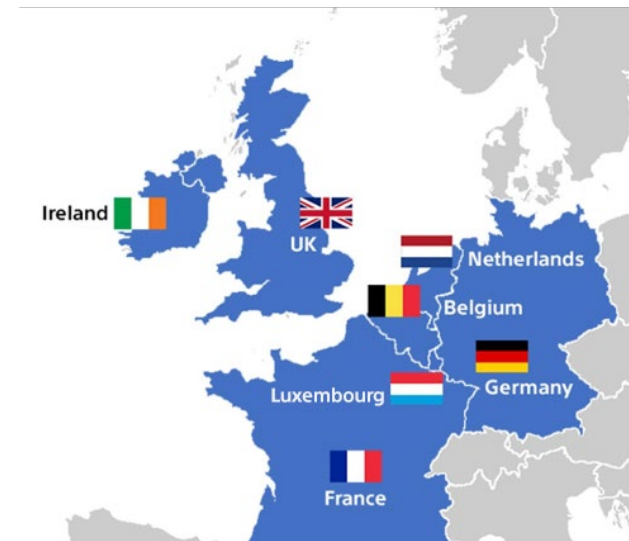 Ireland
UK
Netherlands
Belgium
Germany
Luxembourg
France